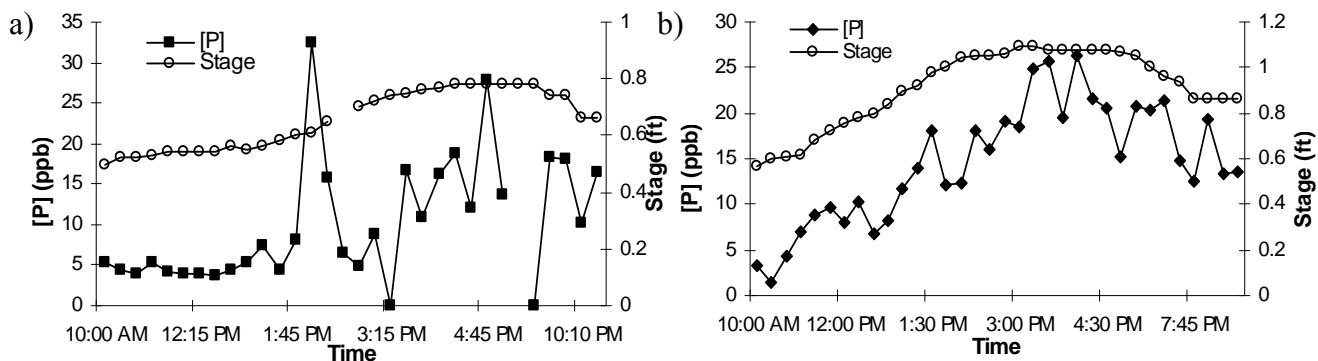 a)
[P]
Stage
[P] (ppb)
35
30
25
20
15
10
5
0
1
0.8
0.6
0.4
0.2
0
Stage (ft)
10:00 AM 12:15 PM 1:45 PM 3:15 PM 4:45 PM 10:10 PM
Time
b)
[P]
Stage
[P] (ppb)
30
25
20
15
10
5
0
1.2
1
0.8
0.6
0.4
0.2
0
Stage (ft)
10:00 AM 12:00 PM 1:30 PM 3:00 PM 4:30 PM 7:45 PM
Time